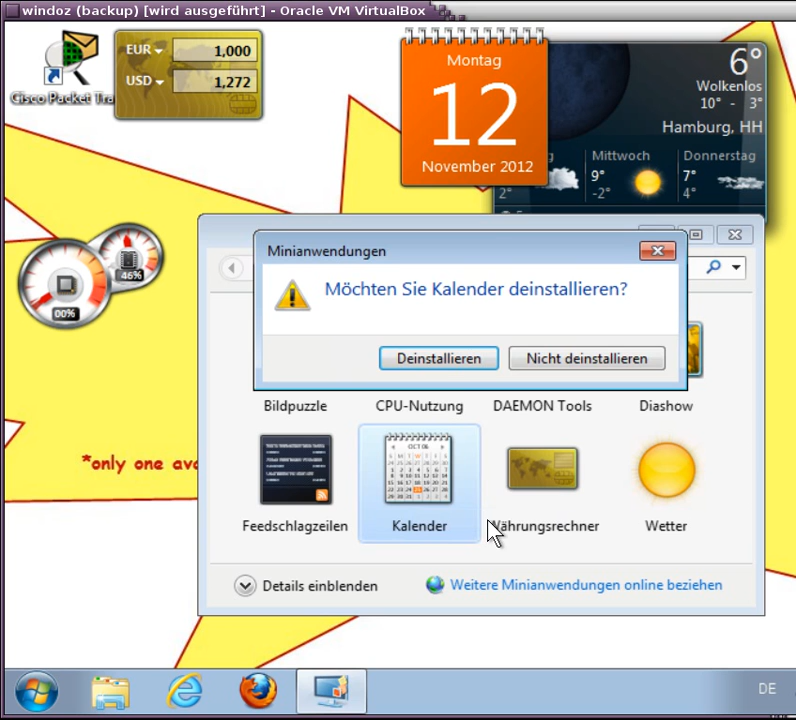 windoz (backup) [wird ausgeführt] - Oracle VM VirtualBox
Cisco Packet Tra
EUR 1,000
USD 1,272
Montag
12
November 2012
6°
Wolkenlos
10° - 3°
Hamburg, HH
g Mittwoch Donnerstag
9° 7°
2° -2° 4°
46%
00%
Minianwendungen
Möchten Sie Kalender deinstallieren?
Deinstallieren Nicht deinstallieren
Bildpuzzle CPU-Nutzung DAEMON Tools Diashow
*only one ava
OCT 06
Feedschlagzeilen Kalender Währungsrechner Wetter
Details einblenden Weitere Minianwendungen online beziehen
DE